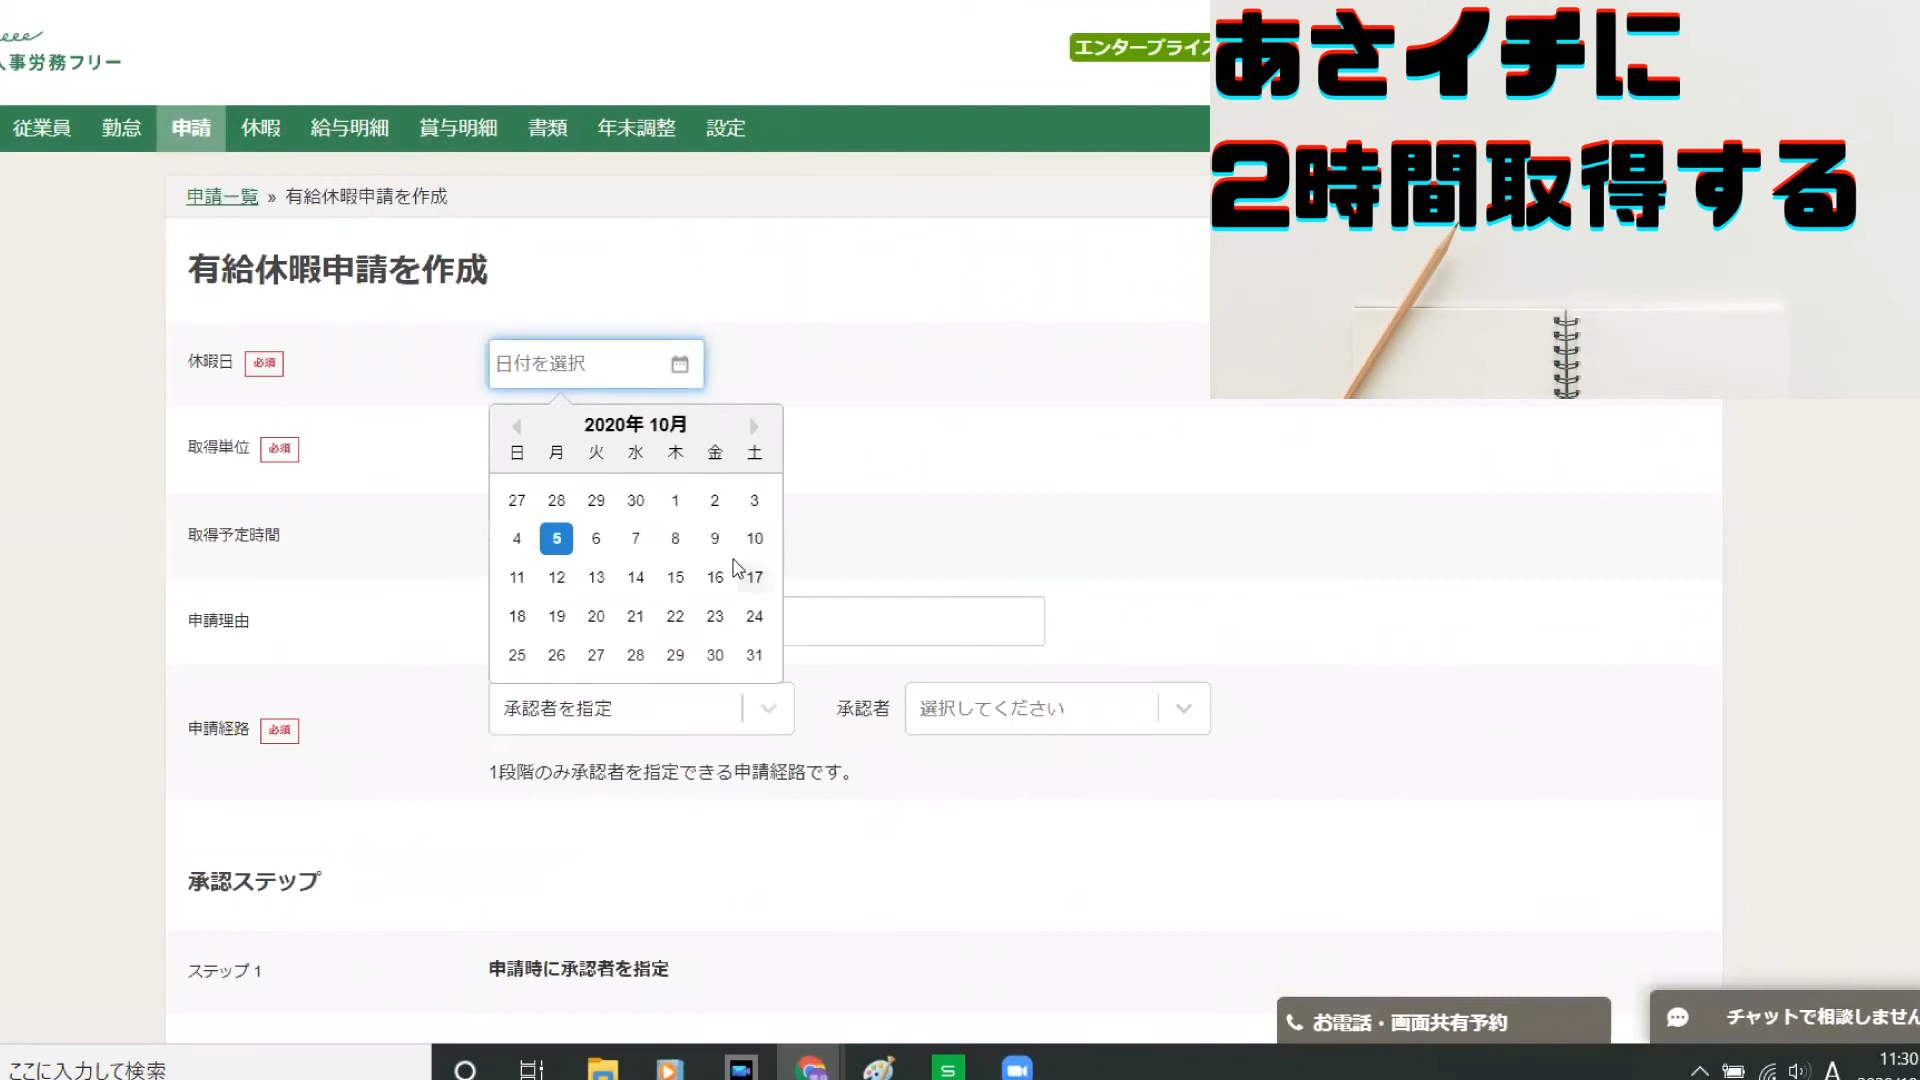 eee
人事労務フリー
エンタープライズ
あさイチに
2時間取得する
従業員 勤怠 申請 休暇 給与明細 賞与明細 書類 年末調整 設定
申請一覧 » 有給休暇申請を作成
有給休暇申請を作成
休暇日 必須
日付を選択
2020年 10月
日 月 火 水 木 金 土
27 28 29 30 1 2 3
4 5 6 7 8 9 10
11 12 13 14 15 16 17
18 19 20 21 22 23 24
25 26 27 28 29 30 31
取得単位 必須
取得予定時間
申請理由
申請経路 必須
承認者を指定
承認者 選択してください
1段階のみ承認者を指定できる申請経路です。
承認ステップ
ステップ 1 申請時に承認者を指定
お電話・画面共有予約
チャットで相談しません
ここに入力して検索
S
A
11:30